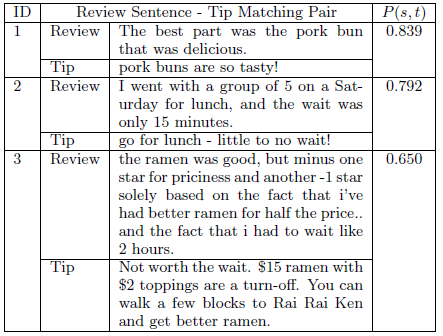 ID Review Sentence - Tip Matching Pair P(s, t)
1 Review The best part was the pork bun 0.839
that was delicious.
Tip pork buns are so tasty!
2 Review I went with a group of 5 on a Sat- 0.792
urday for lunch, and the wait was
only 15 minutes.
Tip go for lunch - little to no wait!
3 Review the ramen was good, but minus one 0.650
star for priciness and another -1 star
solely based on the fact that i've
had better ramen for half the price..
and the fact that i had to wait like
2 hours.
Tip Not worth the wait. $15 ramen with
$2 toppings are a turn-off. You can
walk a few blocks to Rai Rai Ken
and get better ramen.